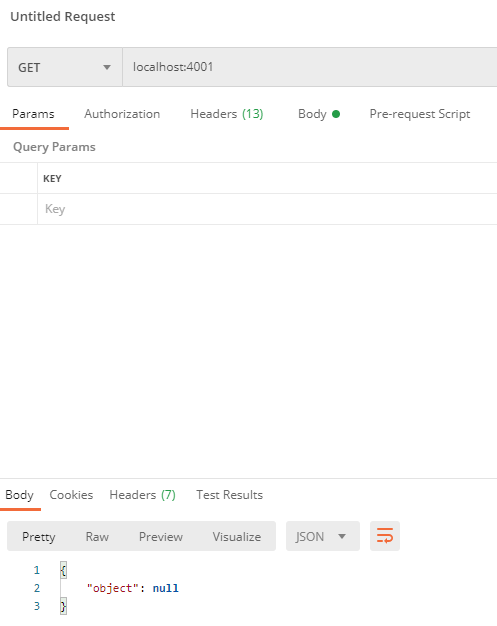 Untitled Request
GET localhost:4001
Params Authorization Headers (13) Body Pre-request Script
Query Params
KEY
Key
Body Cookies Headers (7) Test Results
Pretty Raw Preview Visualize JSON
1 {
2 "object": null
3 }